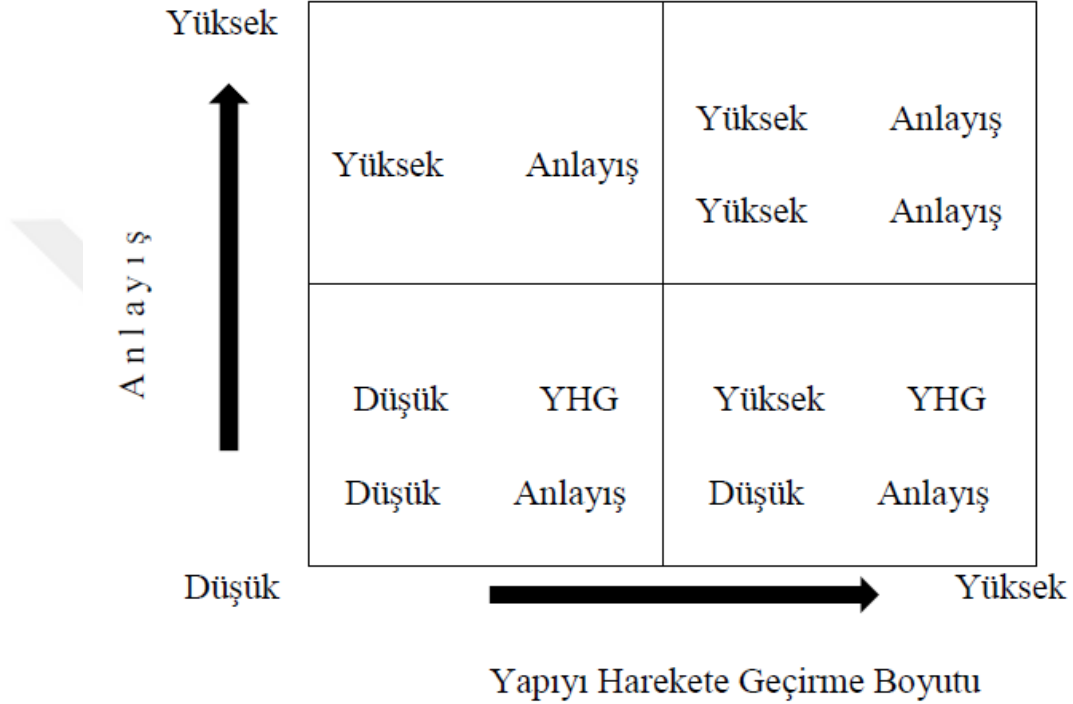 Yüksek
Yüksek Anlayış
Yüksek Anlayış
Yüksek Anlayış
Anlayış
Düşük YHG
Düşük Anlayış
Yüksek YHG
Düşük Anlayış
Düşük
Yüksek
Yapıyı Harekete Geçirme Boyutu